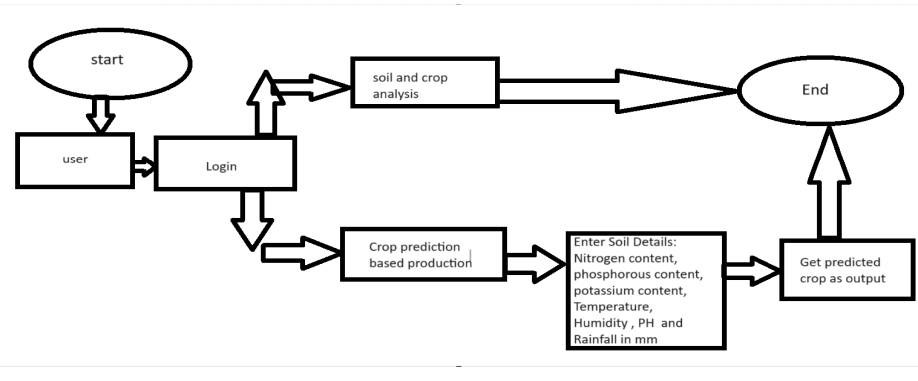 start
user
Login
soil and crop
analysis
End
Crop prediction
based production
Enter Soil Details:
Nitrogen content,
phosphorous content,
potassium content,
Temperature,
Humidity , PH and
Rainfall in mm
Get predicted
crop as output